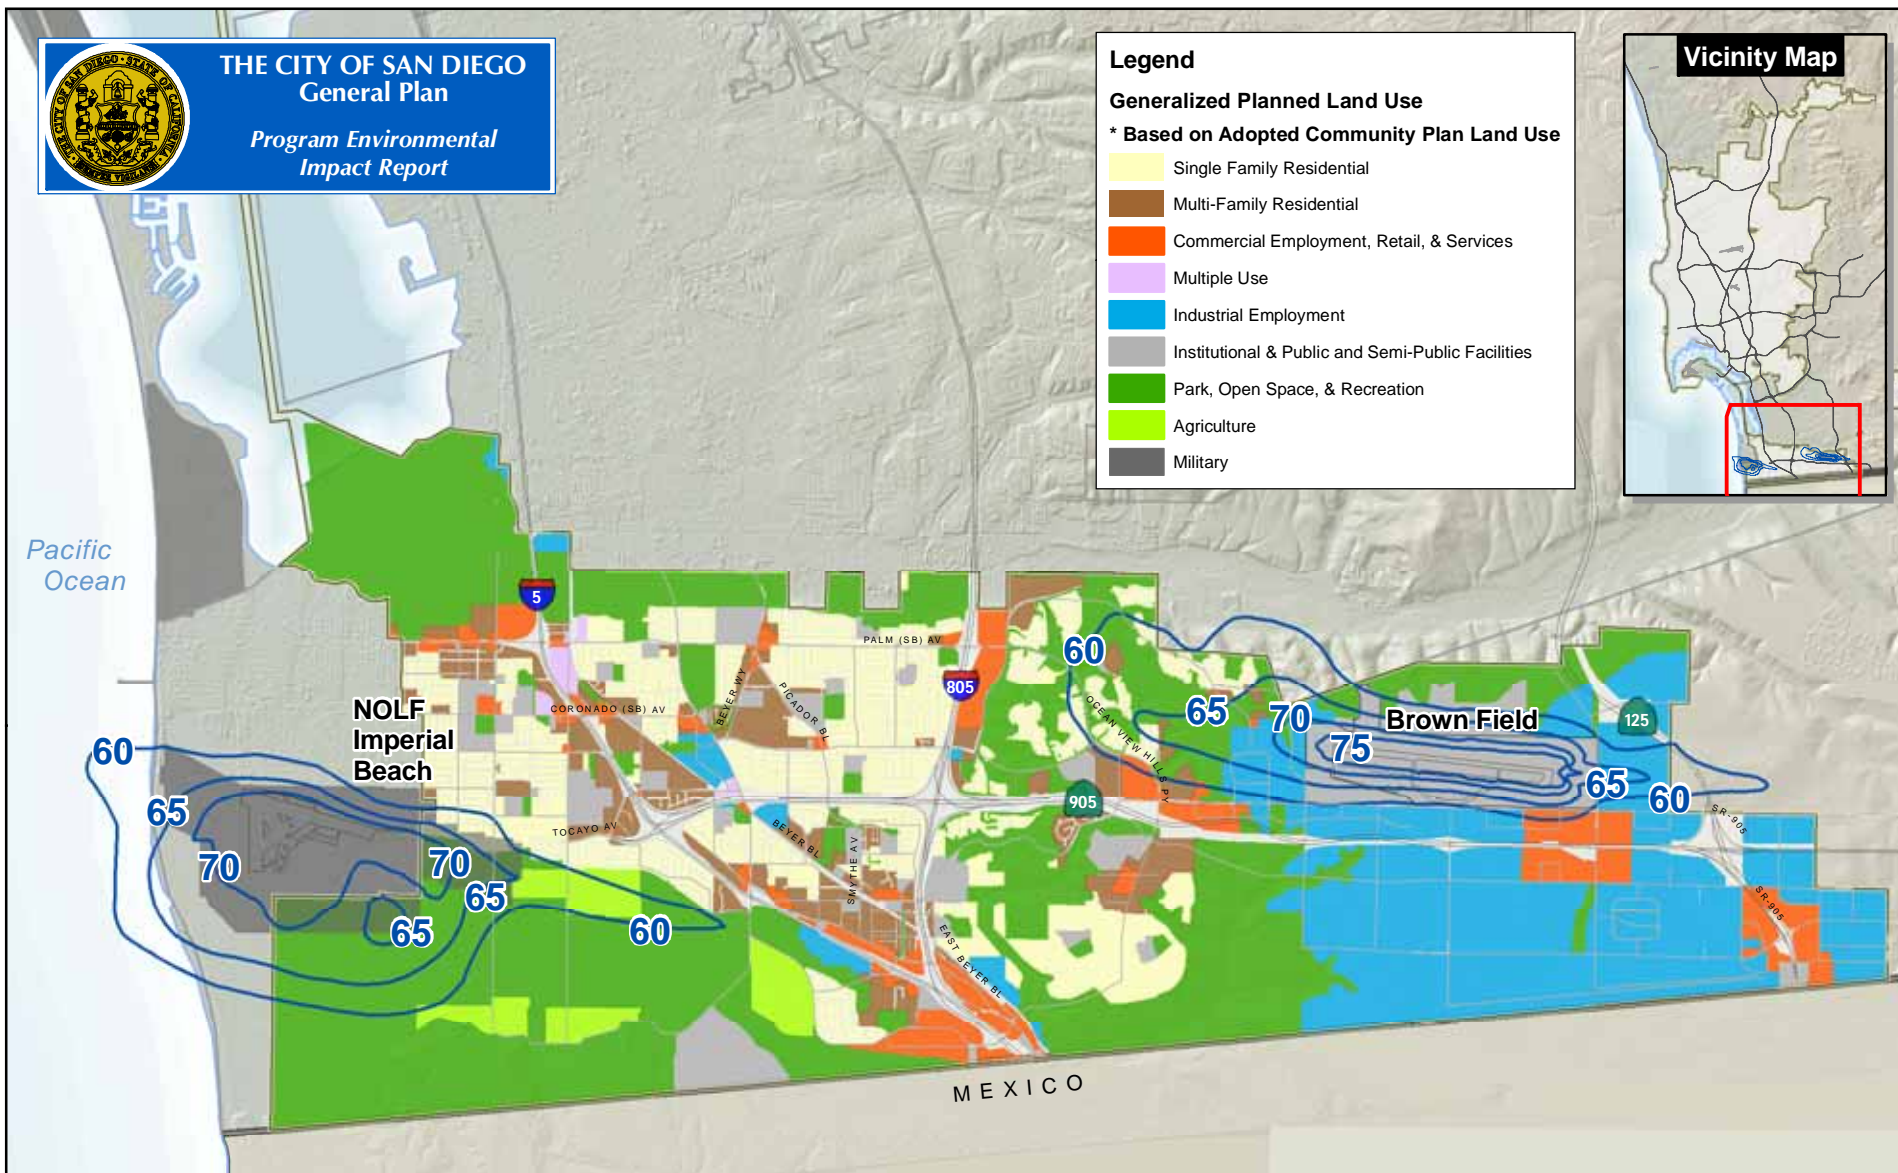 THE CITY OF SAN DIEGO
General Plan
Program Environmental
Impact Report
Legend
Generalized Planned Land Use
* Based on Adopted Community Plan Land Use
Single Family Residential
Multi-Family Residential
Commercial Employment, Retail, & Services
Multiple Use
Industrial Employment
Institutional & Public and Semi-Public Facilities
Park, Open Space, & Recreation
Agriculture
Military
Vicinity Map
Pacific
Ocean
5
PALM (SB) AV
805
60
65
70
75
Brown Field
125
65
60
NOLF
Imperial
Beach
CORONADO (SB) AV
BEYER WY
PICADOR BL
OCEAN VIEW HILLS PY
905
SR-905
SR-905
60
65
70
70
65
65
60
TOCAYO AV
BEYER BL
SMYTHE AV
EAST BEYER BL
MEXICO